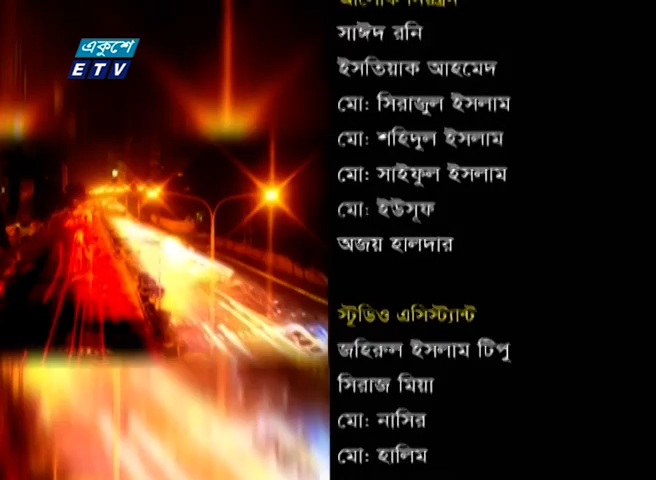 একুশে
ETV
সাঈদ রনি
ইসতিয়াক আহমেদ
মো: সিরাজুল ইসলাম
মো: শহিদুল ইসলাম
মো: সাইফুল ইসলাম
মো: ইউসূফ
অজয় হালদার
স্টুডিও এসিস্ট্যান্ট
জহিরুল ইসলাম টিপু
সিরাজ মিয়া
মো: নাসির
মো: হালিম